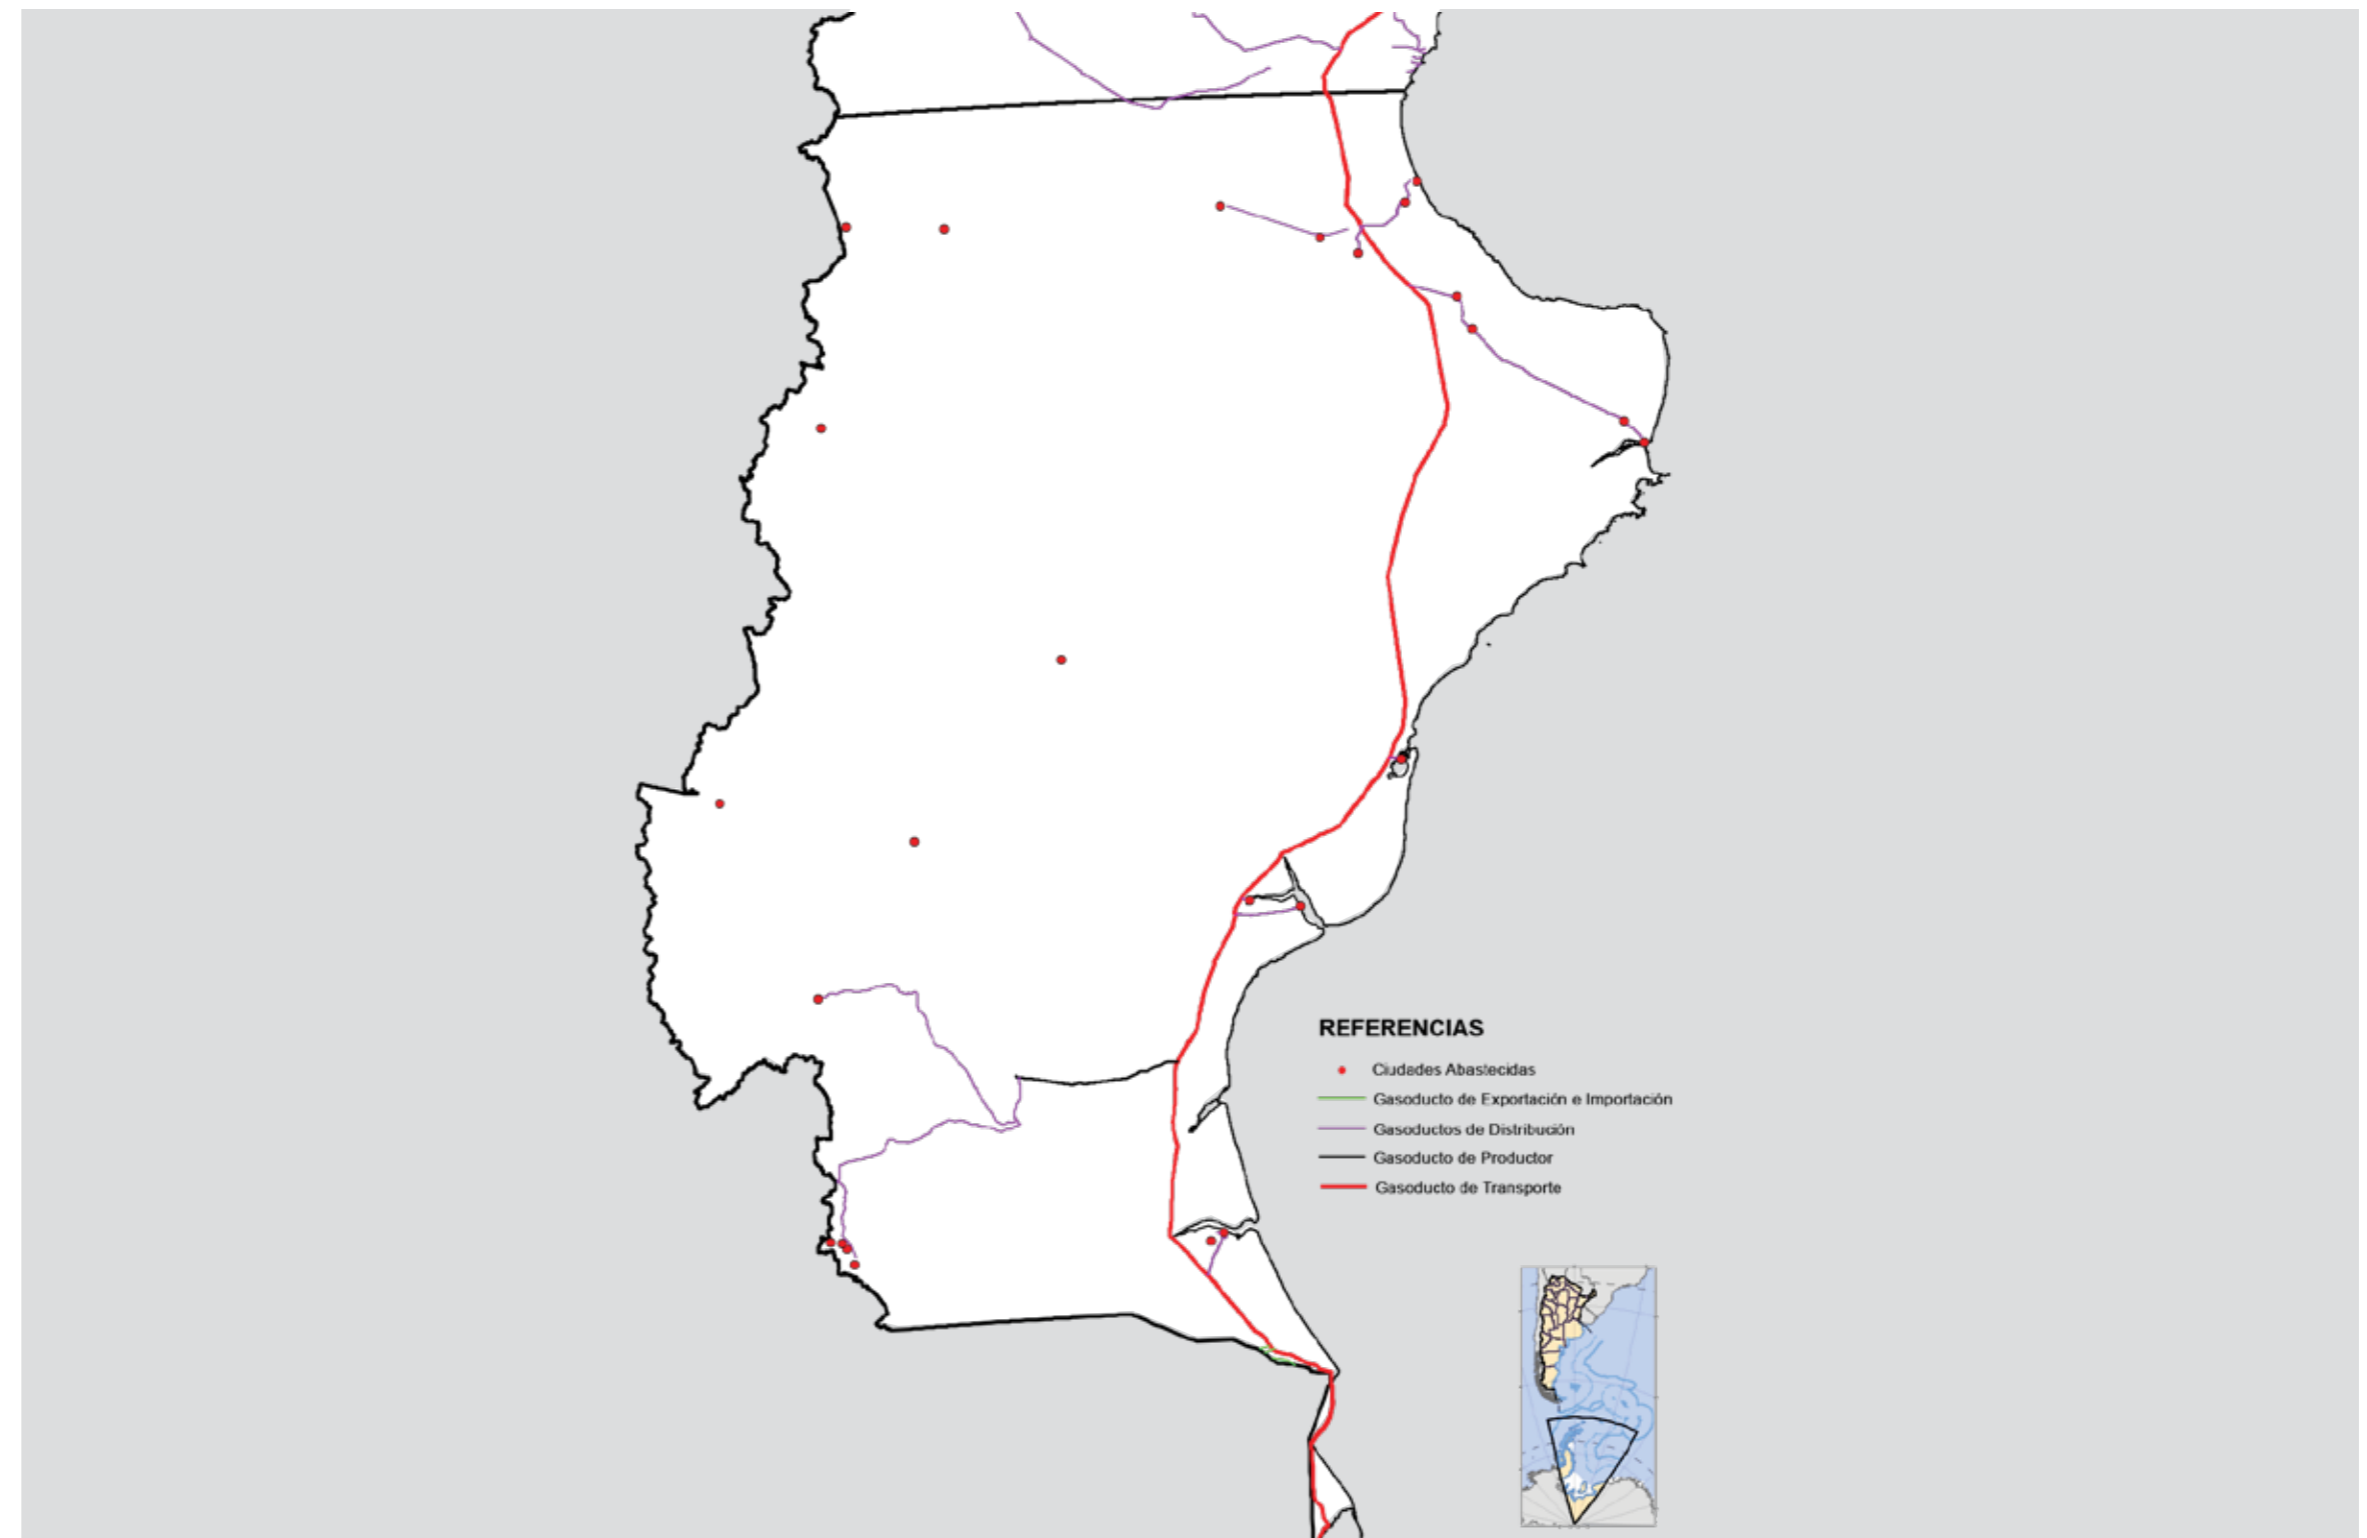 REFERENCIAS
Ciudades Abastecidas
Gasoducto de Exportación e Importación
Gasoductos de Distribución
Gasoducto de Productor
Gasoducto de Transporte